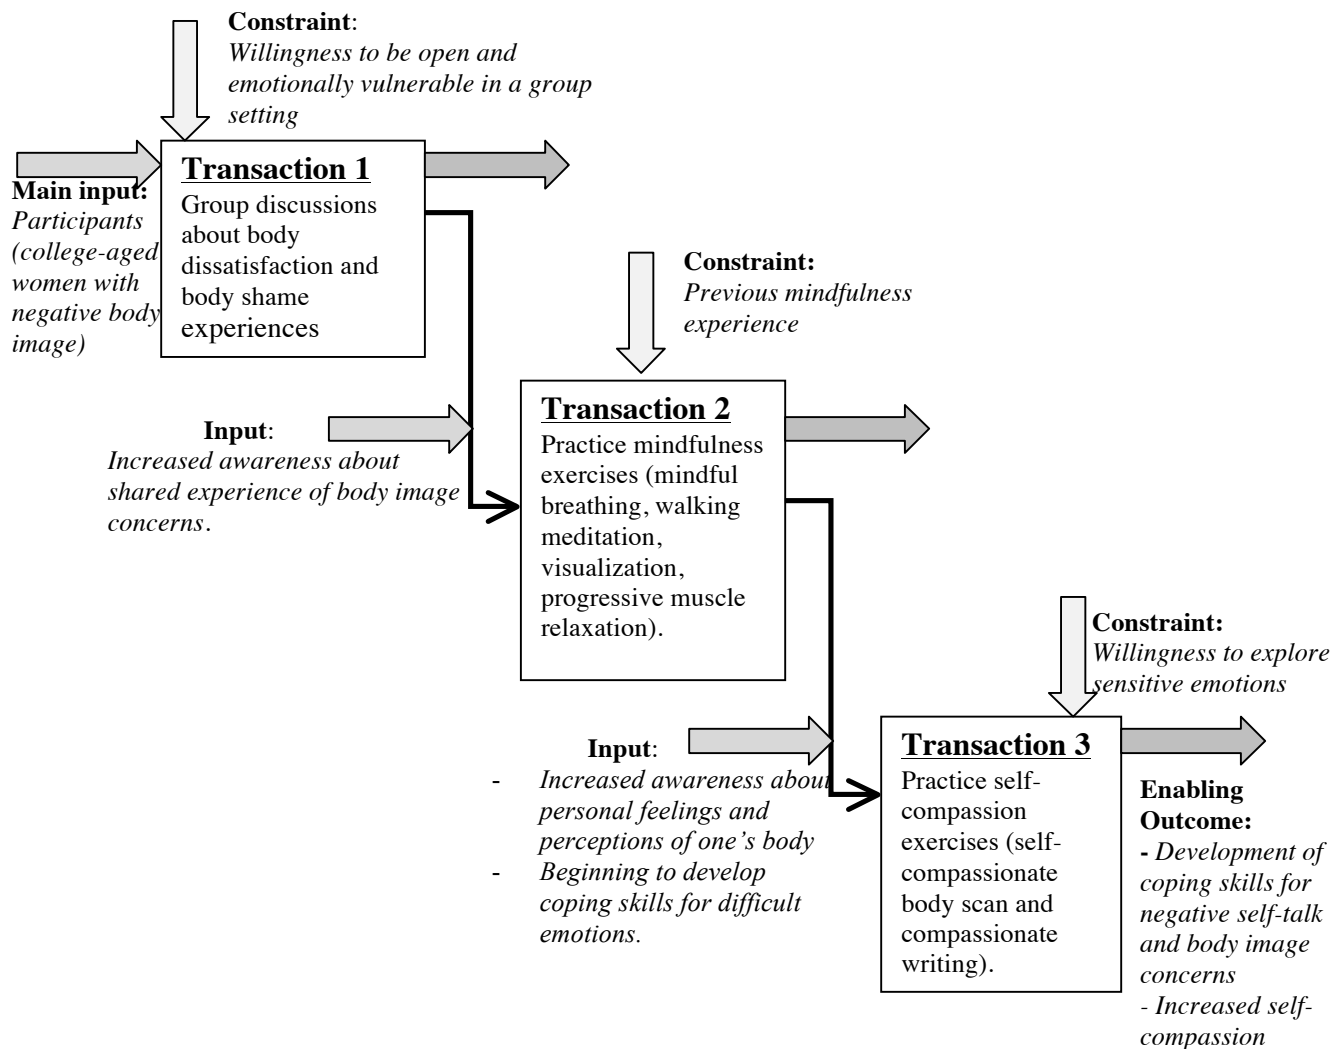 Constraint:
Willingness to be open and
emotionally vulnerable in a group
setting
Main input:
Participants
(college-aged
women with
negative body
image)
Transaction 1
Group discussions
about body
dissatisfaction and
body shame
experiences
Constraint:
Previous mindfulness
experience
Input:
Increased awareness about
shared experience of body image
concerns.
Transaction 2
Practice mindfulness
exercises (mindful
breathing, walking
meditation,
visualization,
progressive muscle
relaxation).
Constraint:
Willingness to explore
sensitive emotions
Input:
- Increased awareness about
personal feelings and
perceptions of one’s body
- Beginning to develop
coping skills for difficult
emotions.
Transaction 3
Practice self-
compassion
exercises (self-
compassionate
body scan and
compassionate
writing).
Enabling
Outcome:
- Development of
coping skills for
negative self-talk
and body image
concerns
- Increased self-
compassion